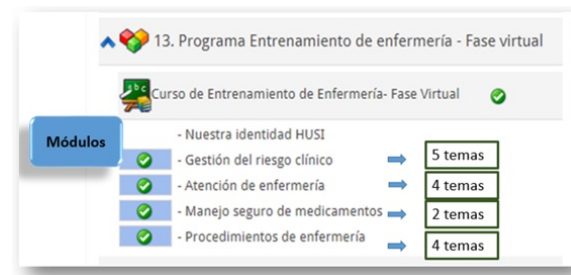 13. Programa Entrenamiento de enfermería - Fase virtual
abc
Curso de Entrenamiento de Enfermería- Fase Virtual
Módulos
- Nuestra identidad HUSI
- Gestión del riesgo clínico
5 temas
- Atención de enfermería
4 temas
- Manejo seguro de medicamentos
2 temas
- Procedimientos de enfermería
4 temas